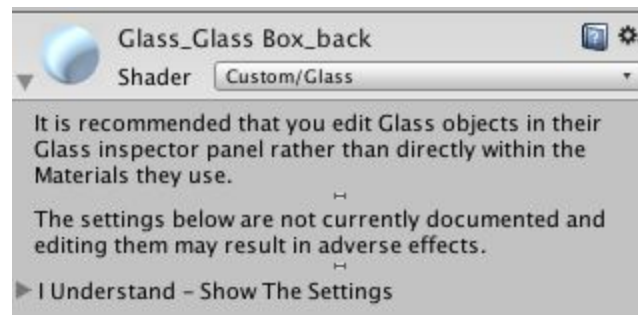 Glass_Glass Box_back
Shader Custom/Glass
It is recommended that you edit Glass objects in their
Glass inspector panel rather than directly within the
Materials they use.
The settings below are not currently documented and
editing them may result in adverse effects.
I Understand – Show The Settings